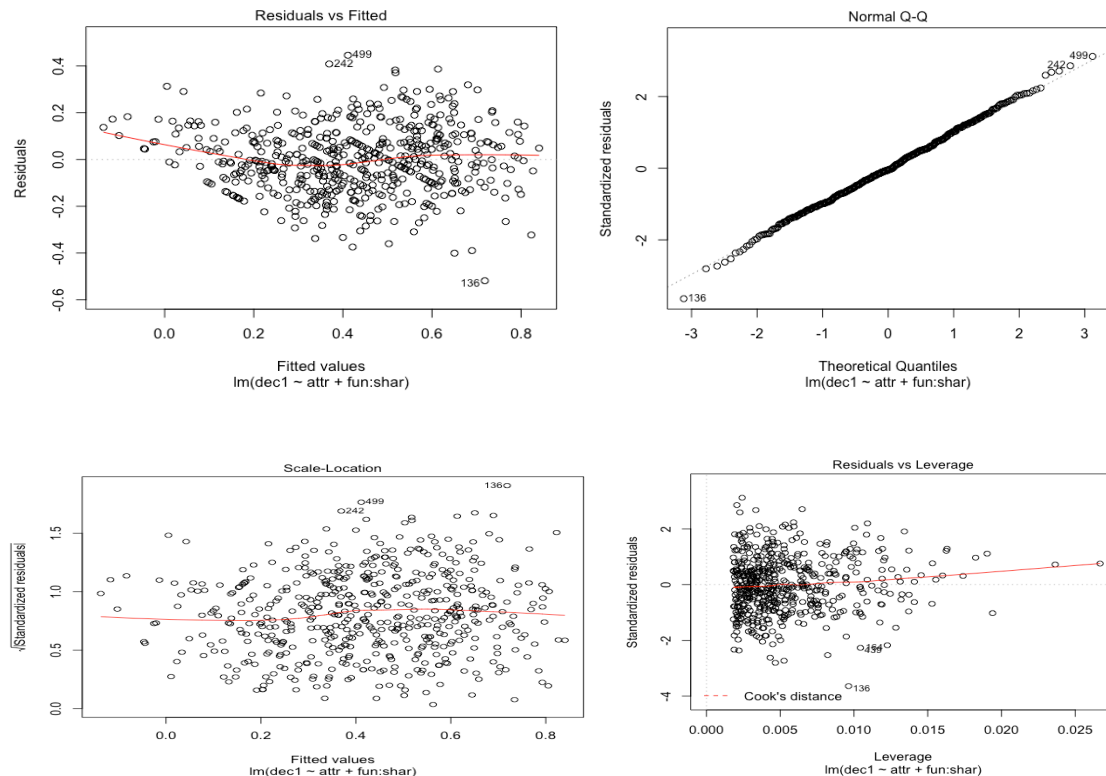 Residuals vs Fitted
Residuals
0.4
0.2
0.0
-0.2
-0.4
-0.6
499
242
136
0.0 0.2 0.4 0.6 0.8
Fitted values
lm(dec1 ~ attr + fun:shar)
Normal Q-Q
Standardized residuals
2
0
-2
499
242
136
-3 -2 -1 0 1 2 3
Theoretical Quantiles
lm(dec1 ~ attr + fun:shar)
Scale-Location
√|Standardized residuals|
1.5
1.0
0.5
0.0
136
499
242
0.0 0.2 0.4 0.6 0.8
Fitted values
lm(dec1 ~ attr + fun:shar)
Residuals vs Leverage
Standardized residuals
2
0
-2
-4
136
Cook's distance
0.000 0.005 0.010 0.015 0.020 0.025
Leverage
lm(dec1 ~ attr + fun:shar)